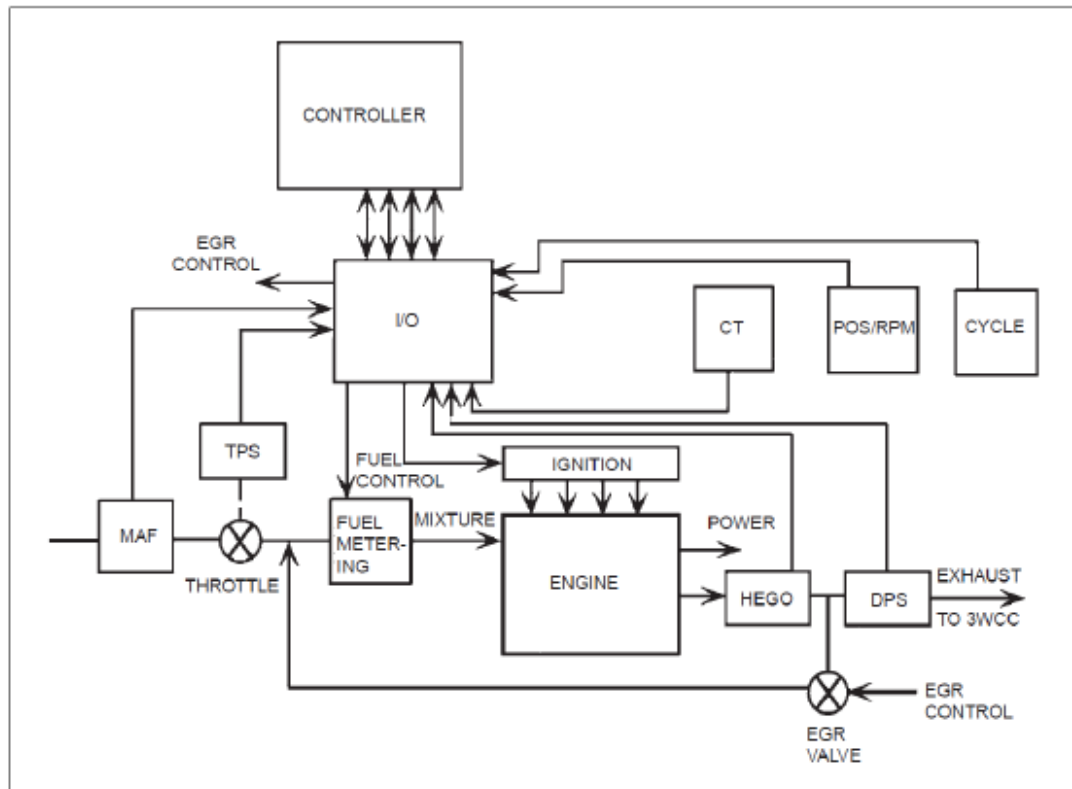 CONTROLLER
EGR
CONTROL
I/O
CT
POS/RPM
CYCLE
TPS
FUEL
CONTROL
IGNITION
MAF
THROTTLE
FUEL
METER-
ING
MIXTURE
ENGINE
POWER
HEGO
DPS
EXHAUST
TO 3WCC
EGR
VALVE
EGR
CONTROL